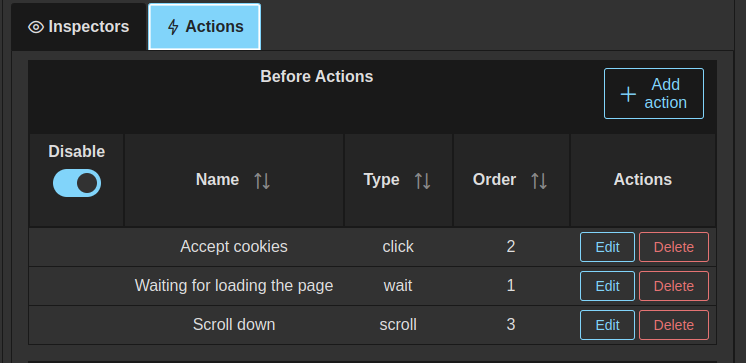 Inspectors Actions
Before Actions
Add
action
Disable
Name Type Order Actions
Accept cookies click 2 Edit Delete
Waiting for loading the page wait 1 Edit Delete
Scroll down scroll 3 Edit Delete